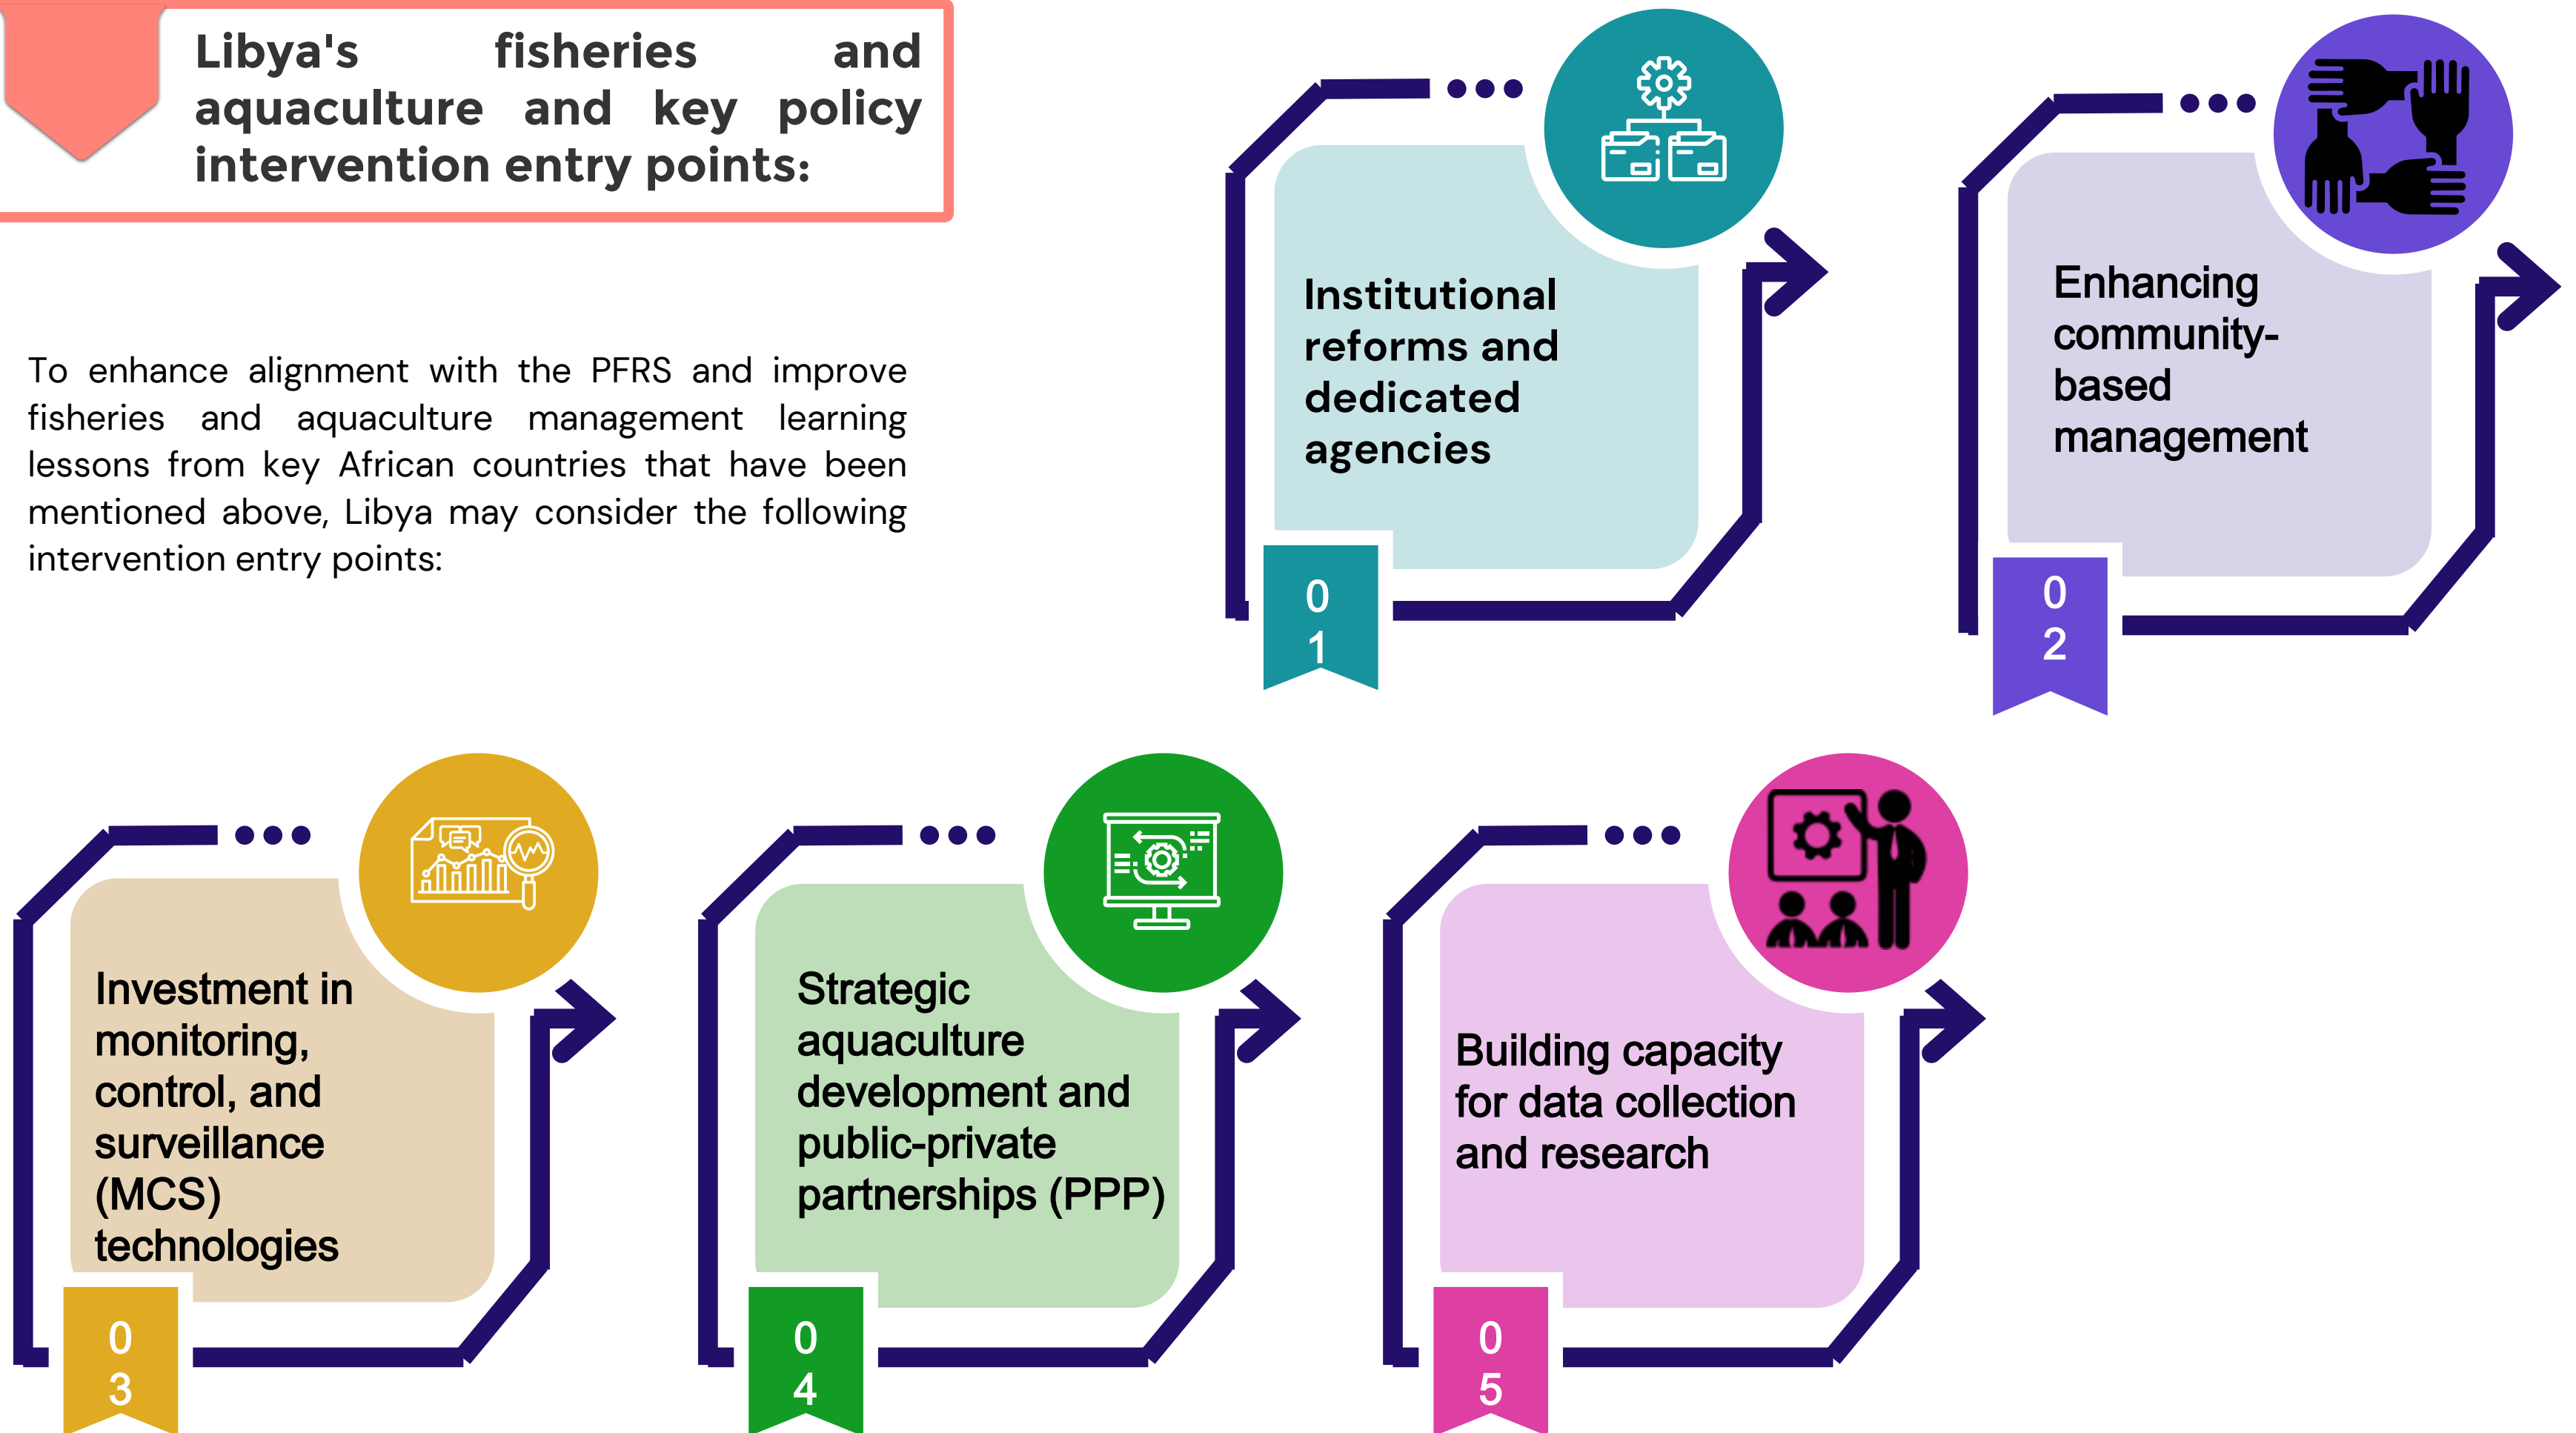 Libya's fisheries and
aquaculture and key policy
intervention entry points:
To enhance alignment with the PFRS and improve
fisheries and aquaculture management learning
lessons from key African countries that have been
mentioned above, Libya may consider the following
intervention entry points:
Institutional
reforms and
dedicated
agencies
0
1
Enhancing
community-
based
management
0
2
Investment in
monitoring,
control, and
surveillance
(MCS)
technologies
0
3
Strategic
aquaculture
development and
public-private
partnerships (PPP)
0
4
Building capacity
for data collection
and research
0
5